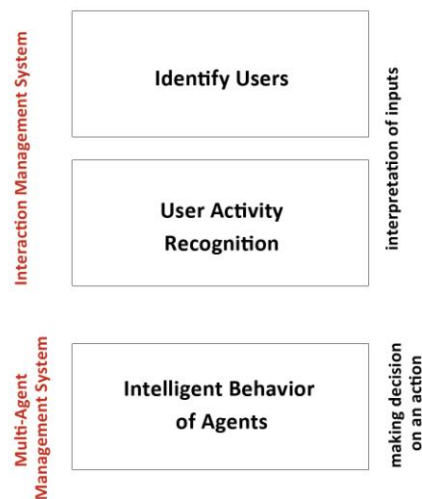 Interaction Management System
Identify Users
User Activity
Recognition
interpretation of inputs
Multi-Agent
Management System
Intelligent Behavior
of Agents
making decision
on an action